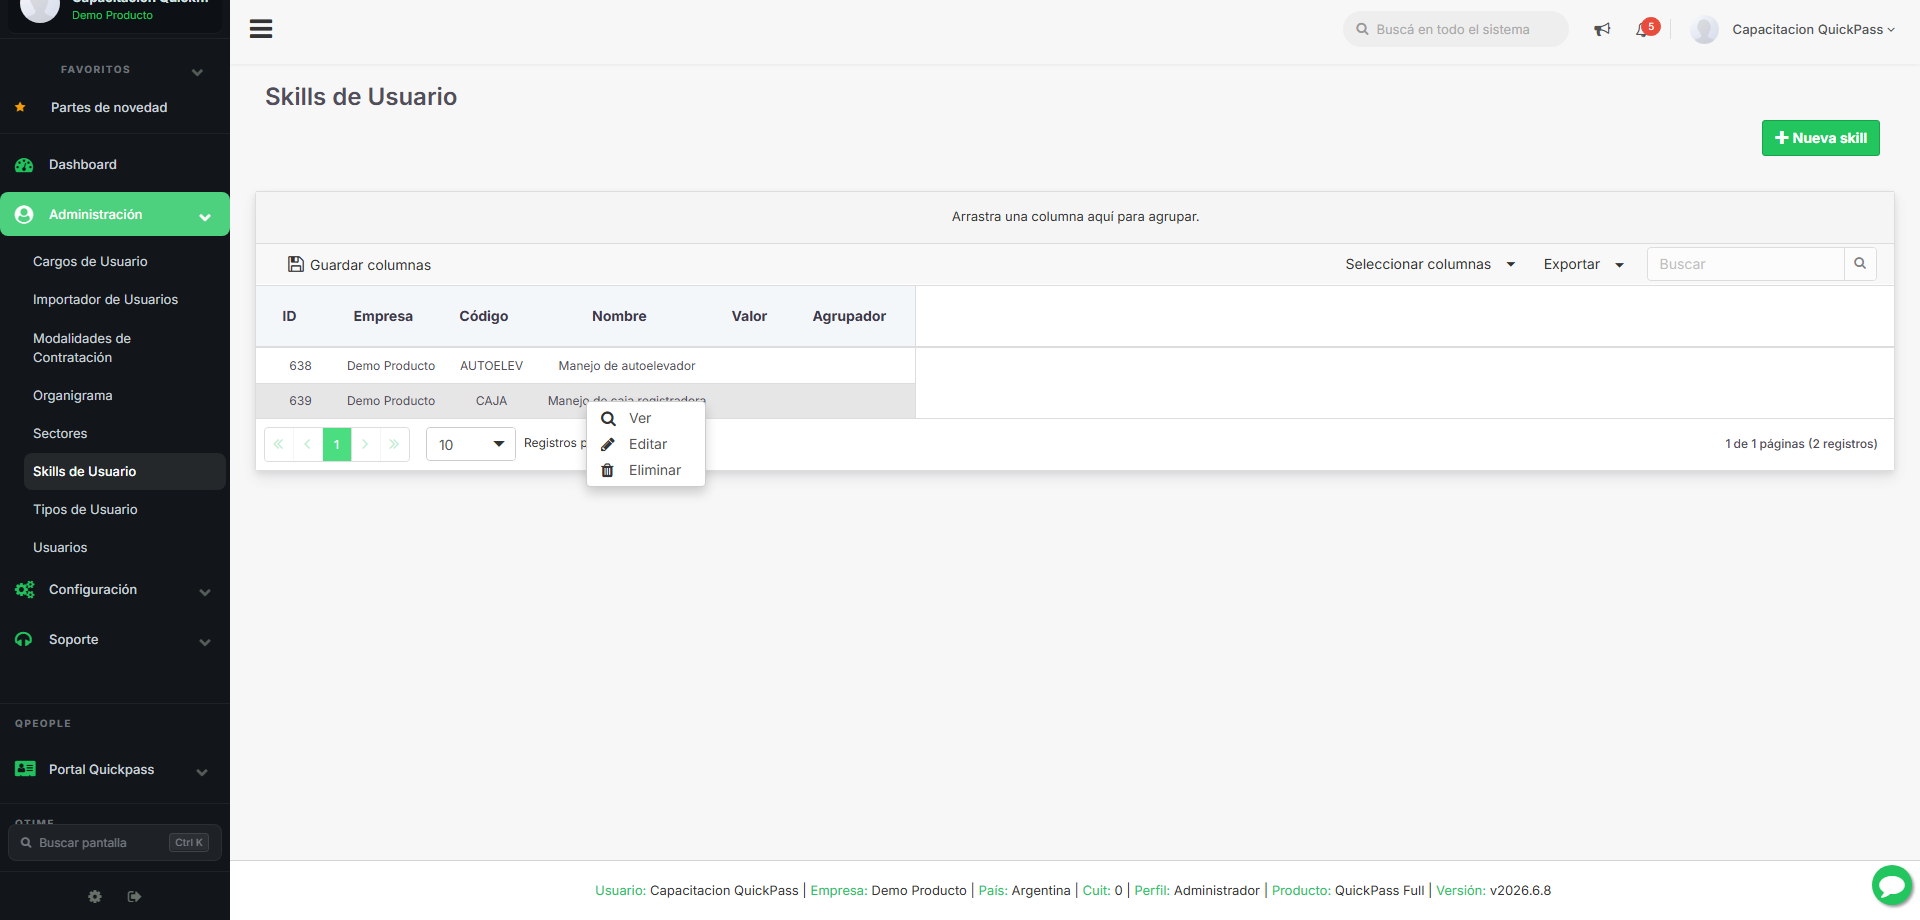 Demo Producto
FAVORITOS
Partes de novedad
Dashboard
Administración
Cargos de Usuario
Importador de Usuarios
Modalidades de
Contratación
Organigrama
Sectores
Skills de Usuario
Tipos de Usuario
Usuarios
Configuración
Soporte
QPEOPLE
Portal Quickpass
Buscar pantalla
Ctrl K
Buscá en todo el sistema
5
Capacitacion QuickPass
Skills de Usuario
Nueva skill
Arrastra una columna aquí para agrupar.
Guardar columnas
Seleccionar columnas
Exportar
Buscar
ID Empresa Código Nombre Valor Agrupador
638 Demo Producto AUTOELEV Manejo de autoelevador
639 Demo Producto CAJA Manejo de caja registradora
Ver
Editar
Eliminar
« ‹ 1 › »
10
Registros
1 de 1 páginas (2 registros)
Usuario: Capacitacion QuickPass | Empresa: Demo Producto | País: Argentina | Cuit: 0 | Perfil: Administrador | Producto: QuickPass Full | Versión: v2026.6.8